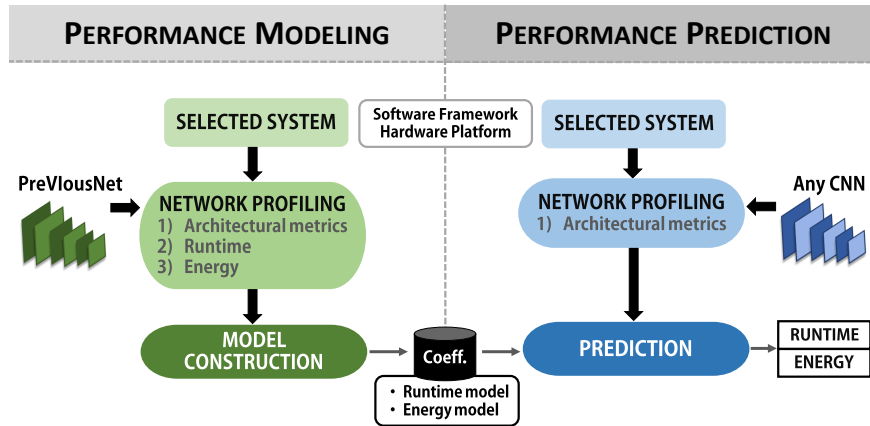 PERFORMANCE MODELING
PERFORMANCE PREDICTION
SELECTED SYSTEM
Software Framework
Hardware Platform
SELECTED SYSTEM
PreVIousNet
NETWORK PROFILING
1) Architectural metrics
2) Runtime
3) Energy
NETWORK PROFILING
1) Architectural metrics
Any CNN
MODEL
CONSTRUCTION
Coeff.
• Runtime model
• Energy model
PREDICTION
RUNTIME
ENERGY